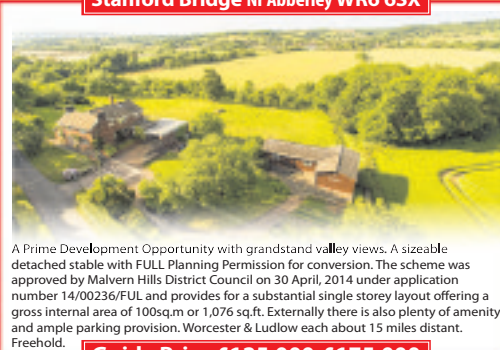 Stanford Bridge Nr Abberley WR6 6SX
A Prime Development Opportunity with grandstand valley views. A sizeable
detached stable with FULL Planning Permission for conversion. The scheme was
approved by Malvern Hills District Council on 30 April, 2014 under application
number 14/00236/FUL and provides for a substantial single storey layout offering a
gross internal area of 100sq.m or 1,076 sq.ft. Externally there is also plenty of amenity
and ample parking provision. Worcester & Ludlow each about 15 miles distant.
Freehold.
Guide Price